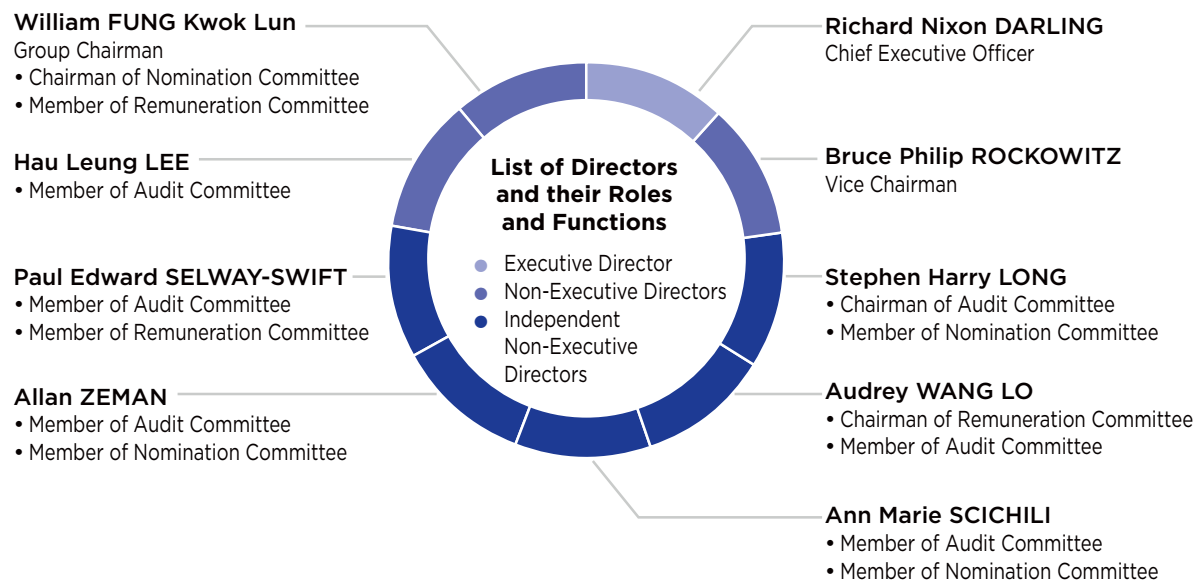 William FUNG Kwok Lun
Group Chairman
• Chairman of Nomination Committee
• Member of Remuneration Committee
Hau Leung LEE
• Member of Audit Committee
Paul Edward SELWAY-SWIFT
• Member of Audit Committee
• Member of Remuneration Committee
Allan ZEMAN
• Member of Audit Committee
• Member of Nomination Committee
List of Directors
and their Roles
and Functions
Executive Director
Non-Executive Directors
Independent
Non-Executive
Directors
Richard Nixon DARLING
Chief Executive Officer
Bruce Philip ROCKOWITZ
Vice Chairman
Stephen Harry LONG
• Chairman of Audit Committee
• Member of Nomination Committee
Audrey WANG LO
• Chairman of Remuneration Committee
• Member of Audit Committee
Ann Marie SCICHILI
• Member of Audit Committee
• Member of Nomination Committee